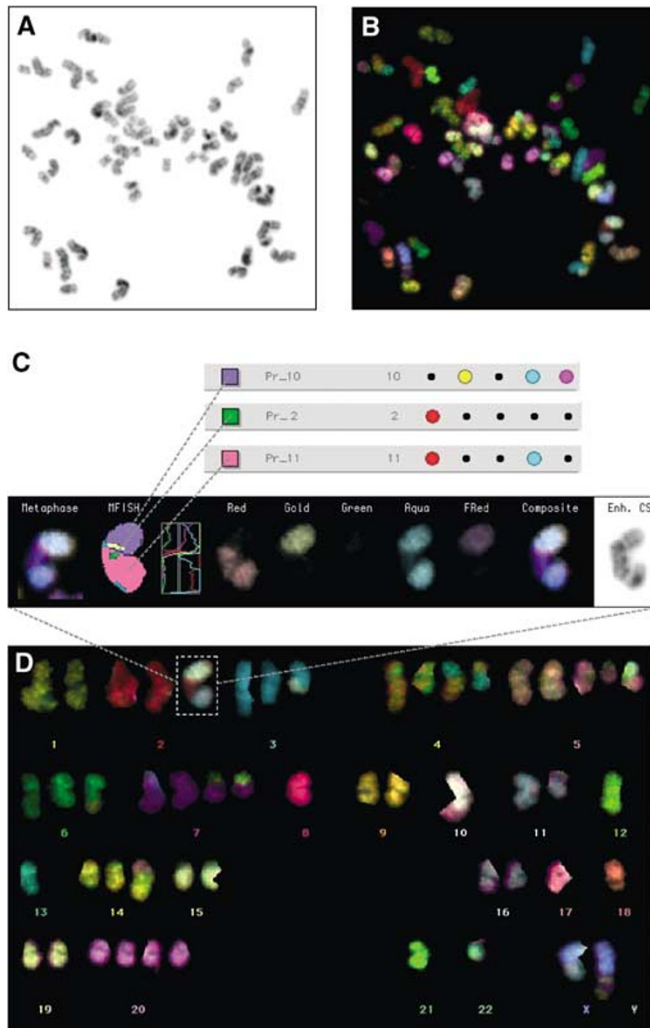 A
B
C
Pr_10 10
Pr_2 2
Pr_11 11
Metaphase MFISH Red Gold Green Aqua FRed Composite Enh. CS
D
1 2 3 4 5
6 7 8 9 10 11 12
13 14 15 16 17 18
19 20 21 22 X Y